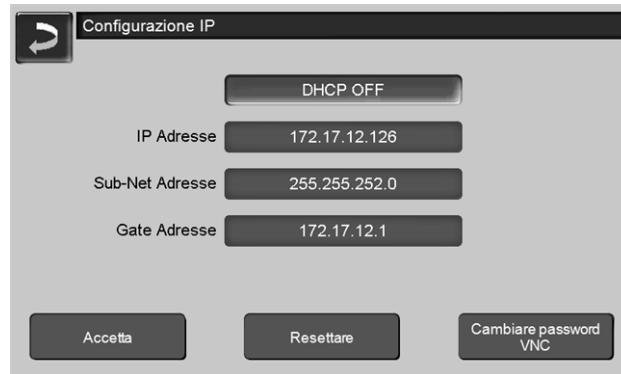 Configurazione IP
DHCP OFF
IP Adresse 172.17.12.126
Sub-Net Adresse 255.255.252.0
Gate Adresse 172.17.12.1
Accetta Resettare Cambiare password
VNC